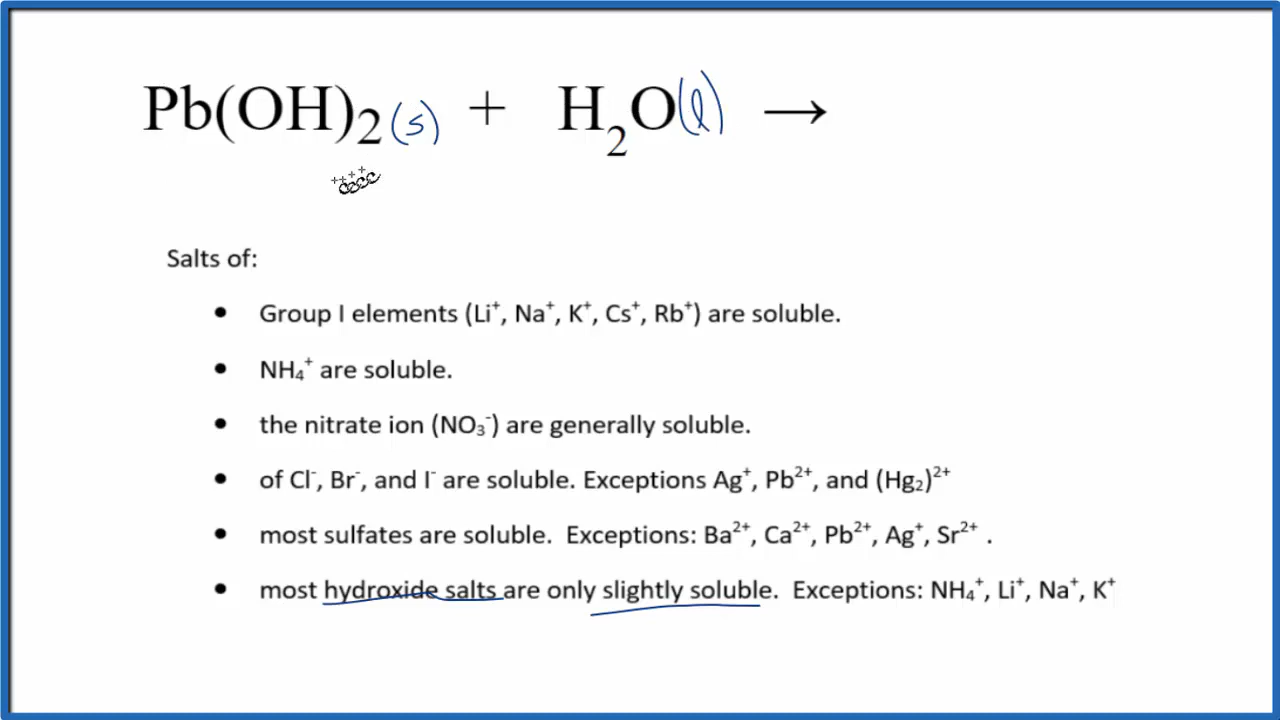 Pb(OH)₂(s) + H₂O(l) →
Salts of:
• Group I elements (Li⁺, Na⁺, K⁺, Cs⁺, Rb⁺) are soluble.
• NH₄⁺ are soluble.
• the nitrate ion (NO₃⁻) are generally soluble.
• of Cl⁻, Br⁻, and I⁻ are soluble. Exceptions Ag⁺, Pb²⁺, and (Hg₂)²⁺
• most sulfates are soluble. Exceptions: Ba²⁺, Ca²⁺, Pb²⁺, Ag⁺, Sr²⁺ .
• most hydroxide salts are only slightly soluble. Exceptions: NH₄⁺, Li⁺, Na⁺, K⁺